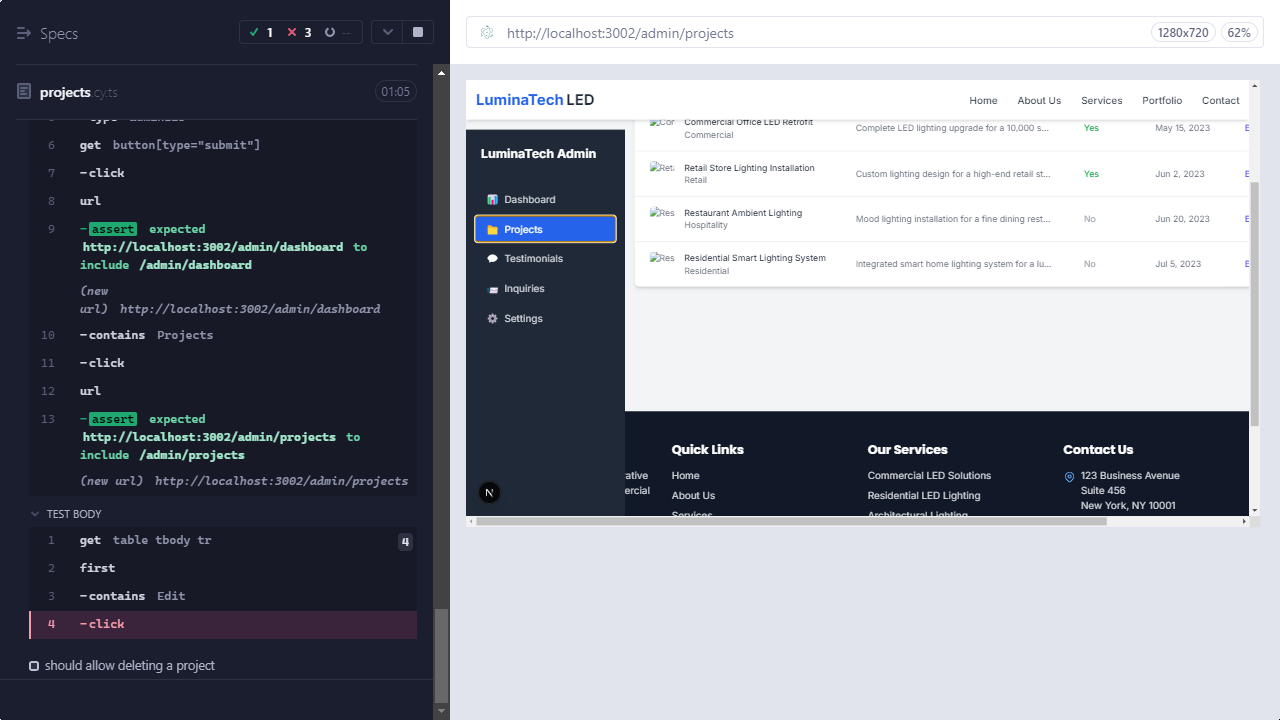 Specs
1
3
--
http://localhost:3002/admin/projects
1280x720
62%
projects.cy.ts
01:05
6 get button[type="submit"]
7 -click
8 url
9 -assert expected
http://localhost:3002/admin/dashboard to
include /admin/dashboard
(new
url) http://localhost:3002/admin/dashboard
10 -contains Projects
11 -click
12 url
13 -assert expected
http://localhost:3002/admin/projects to
include /admin/projects
(new url) http://localhost:3002/admin/projects
TEST BODY
1 get table tbody tr 4
2 first
3 -contains Edit
4 -click
should allow deleting a project
LuminaTech LED
Home About Us Services Portfolio Contact
LuminaTech Admin
Dashboard
Projects
Testimonials
Inquiries
Settings
N
Commercial Office LED Retrofit
Commercial
Complete LED lighting upgrade for a 10,000 s...
Yes
May 15, 2023
E
Reta
Retail Store Lighting Installation
Retail
Custom lighting design for a high-end retail st...
Yes
Jun 2, 2023
E
Res
Restaurant Ambient Lighting
Hospitality
Mood lighting installation for a fine dining rest...
No
Jun 20, 2023
E
Res
Residential Smart Lighting System
Residential
Integrated smart home lighting system for a lu...
No
Jul 5, 2023
E
rative
ercial
Quick Links
Home
About Us
Services
Our Services
Commercial LED Solutions
Residential LED Lighting
Architectural Lighting
Contact Us
123 Business Avenue
Suite 456
New York, NY 10001